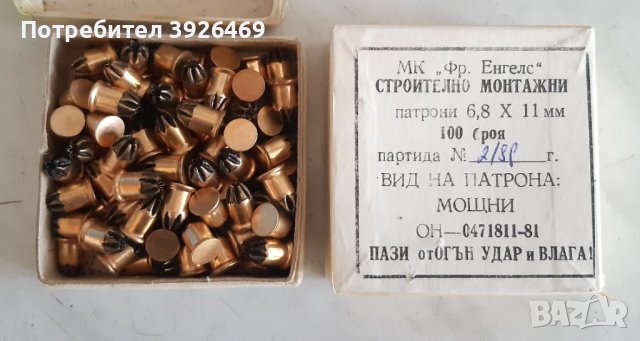 Потребител 3926469
МК „Фр. Енгелс“
СТРОИТЕЛНО МОНТАЖНИ
патрони 6,8 X 11 мм
100 броя
партида № 2/88 г.
ВИД НА ПАТРОНА:
МОЩНИ
ОН—0471811-81
ПАЗИ от ОГЪН УДАР и ВЛАГА!
BAZAR